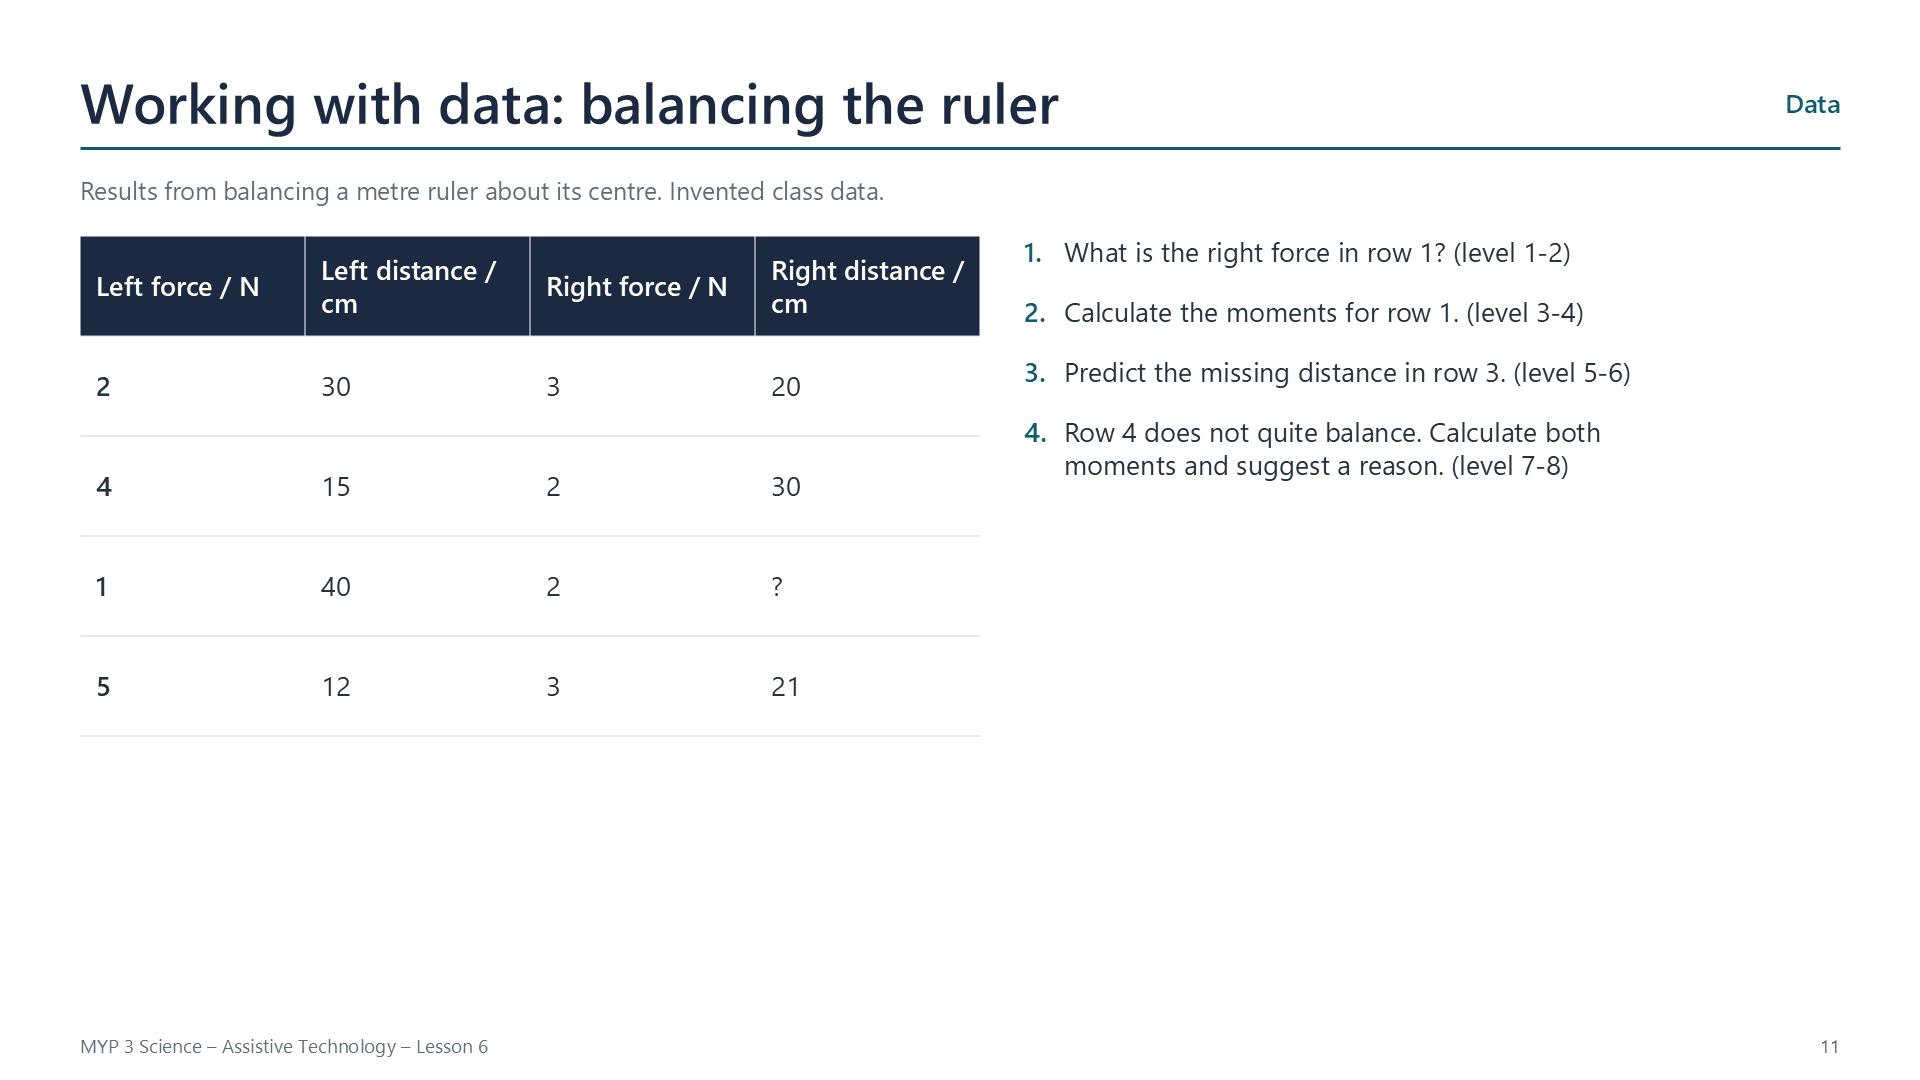 Working with data: balancing the ruler
Data
Results from balancing a metre ruler about its centre. Invented class data.
Left force / N
Left distance /
cm
Right force / N
Right distance /
cm
2 30 3 20
4 15 2 30
1 40 2 ?
5 12 3 21
1. What is the right force in row 1? (level 1-2)
2. Calculate the moments for row 1. (level 3-4)
3. Predict the missing distance in row 3. (level 5-6)
4. Row 4 does not quite balance. Calculate both
moments and suggest a reason. (level 7-8)
MYP 3 Science – Assistive Technology – Lesson 6
11